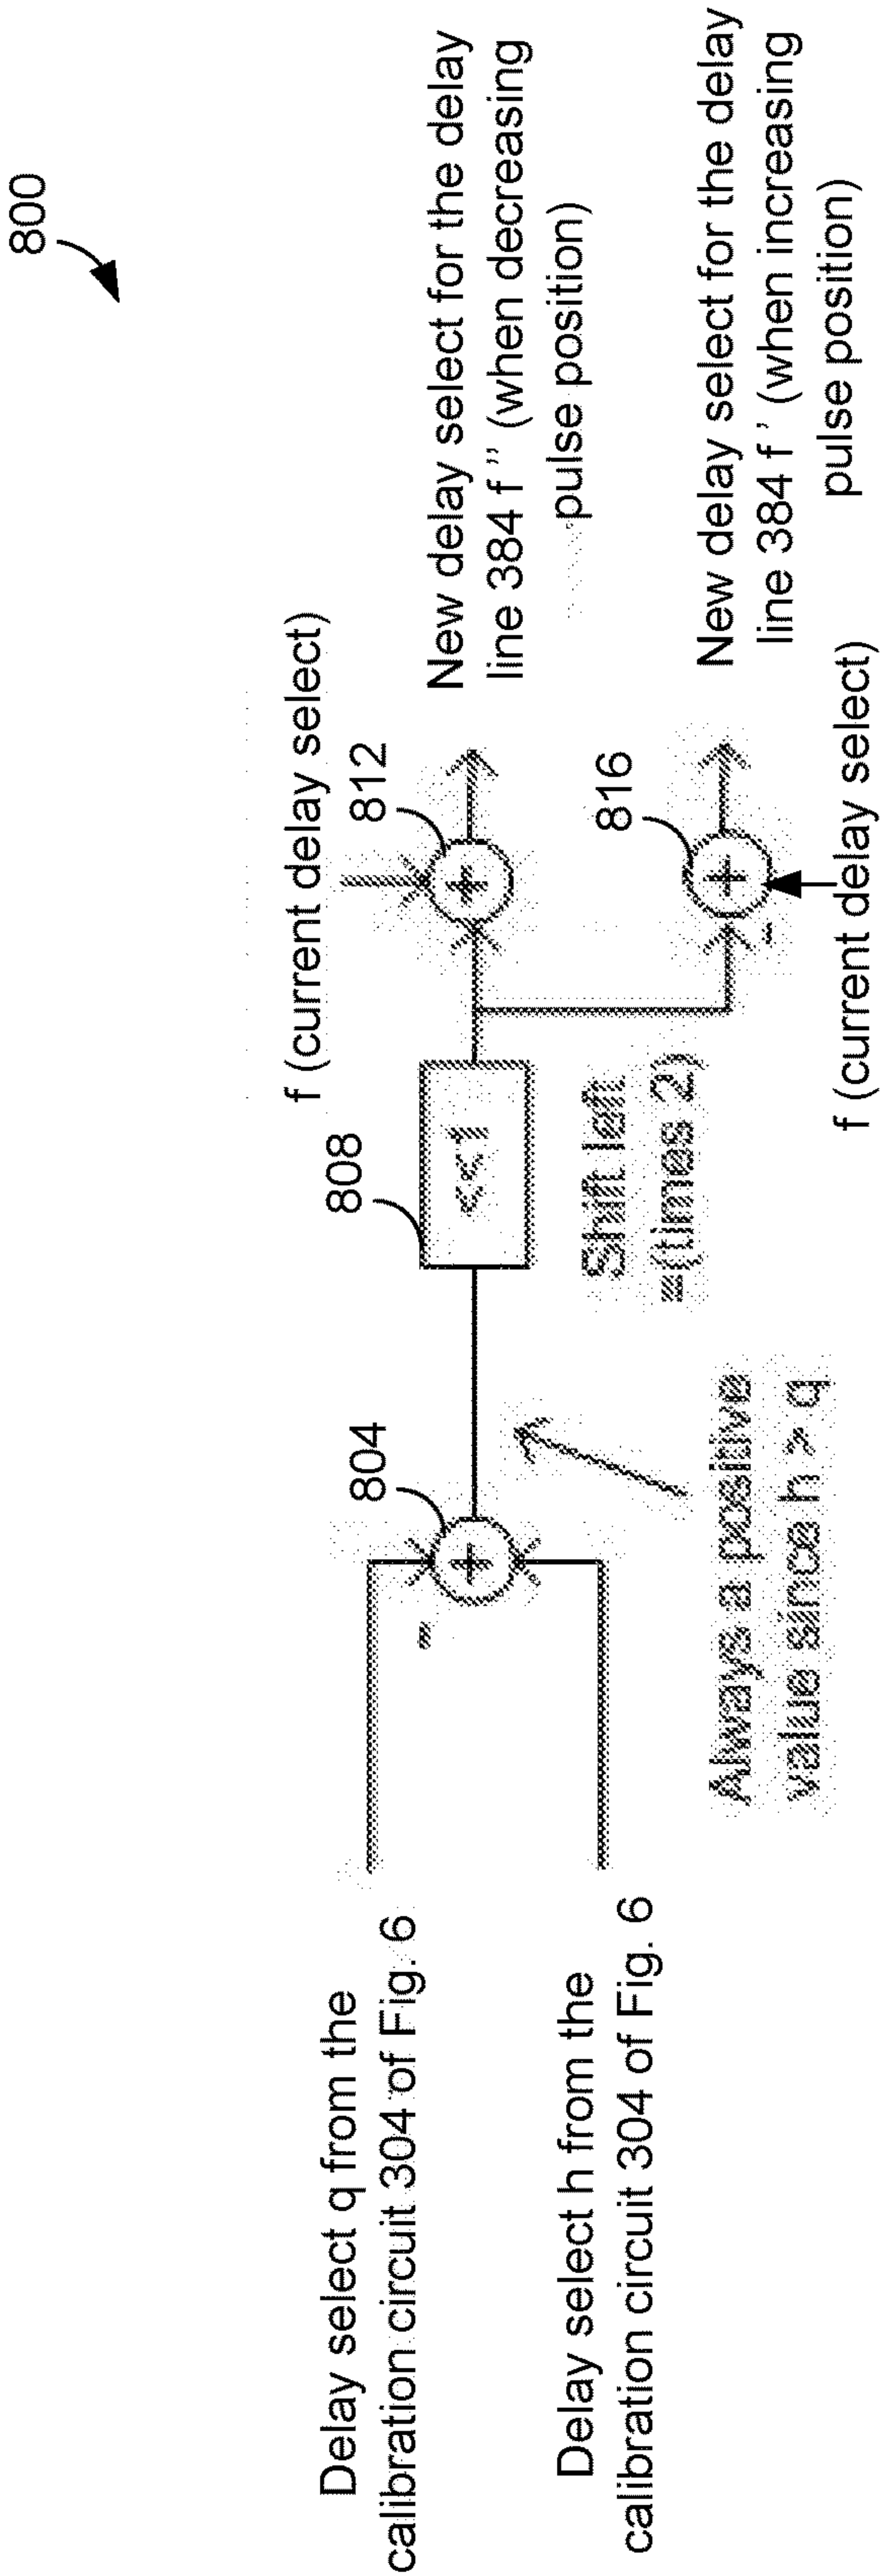 800
Delay select q from the
calibration circuit 304 of Fig. 6
Delay select h from the
calibration circuit 304 of Fig. 6
804
+
-
Always a positive
value since h > q
808
<<1
Shift left
=(times 2)
f (current delay select)
812
+
New delay select for the delay
line 384 f ’’ (when decreasing
pulse position)
816
+
-
f (current delay select)
New delay select for the delay
line 384 f ’ (when increasing
pulse position)